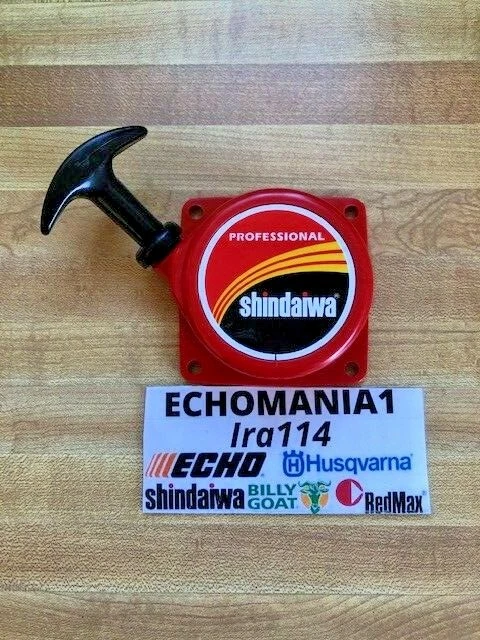 PROFESSIONAL
shindaiwa
ECHOMANIA1
Ira114
ECHO Husqvarna
shindaiwa BILLY GOAT RedMax